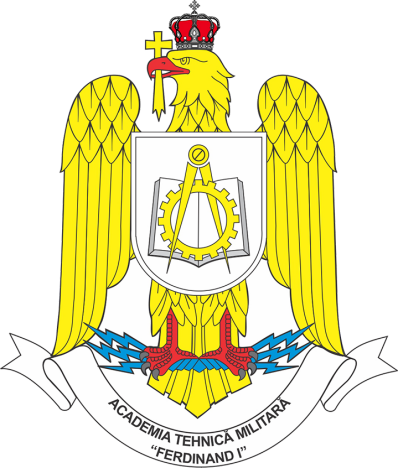 ACADEMIA TEHNICĂ MILITARĂ
“FERDINAND I”